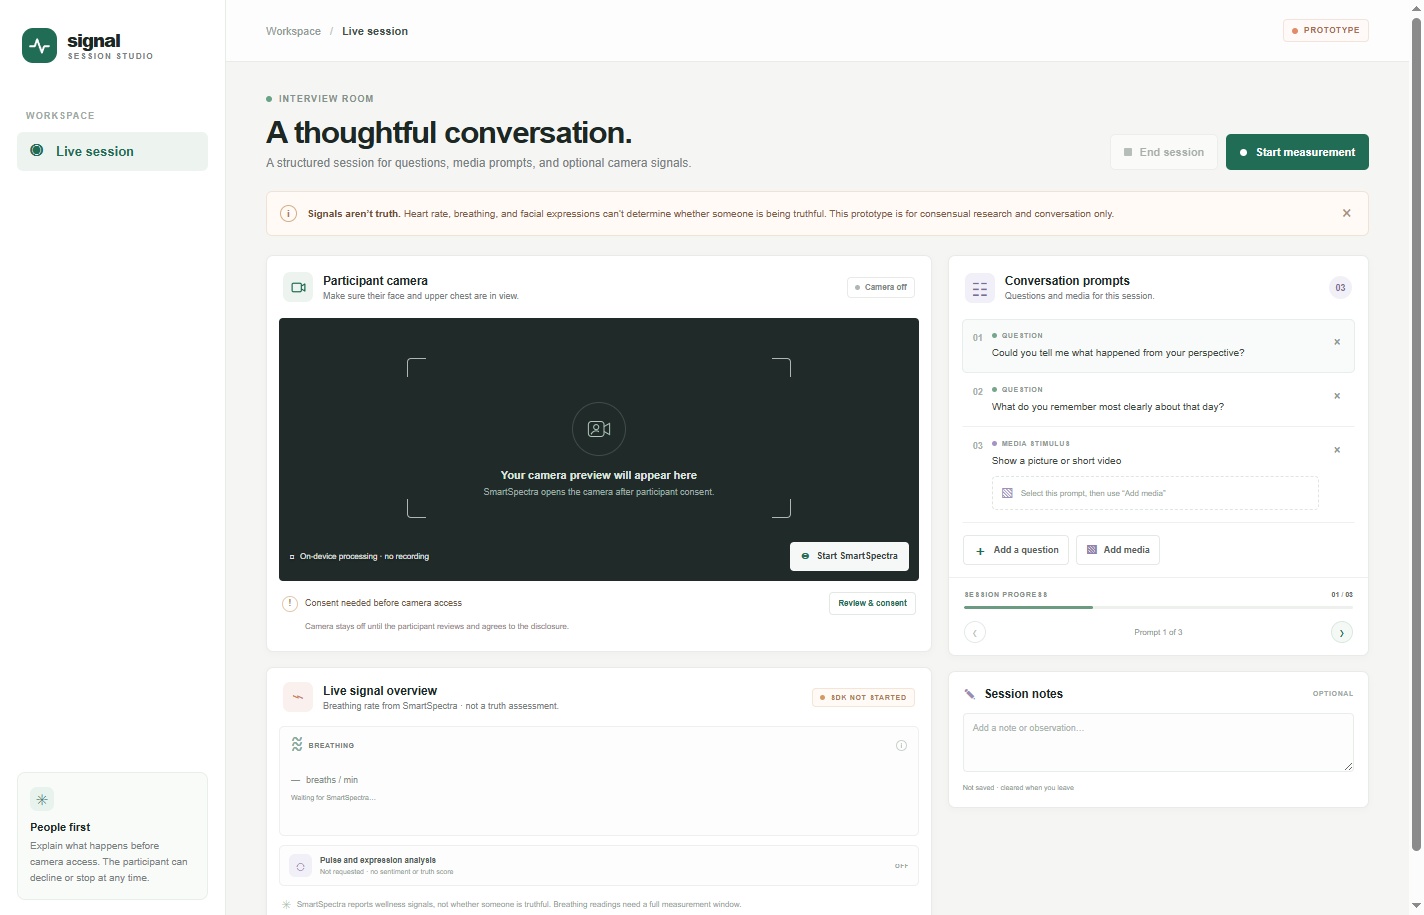 signal
SESSION STUDIO
WORKSPACE
Live session
People first
Explain what happens before
camera access. The participant can
decline or stop at any time.
Workspace / Live session
PROTOTYPE
INTERVIEW ROOM
A thoughtful conversation.
A structured session for questions, media prompts, and optional camera signals.
End session
Start measurement
Signals aren't truth. Heart rate, breathing, and facial expressions can't determine whether someone is being truthful. This prototype is for consensual research and conversation only.
Participant camera
Make sure their face and upper chest are in view.
Camera off
Your camera preview will appear here
SmartSpectra opens the camera after participant consent.
On-device processing · no recording
Start SmartSpectra
Consent needed before camera access
Review & consent
Camera stays off until the participant reviews and agrees to the disclosure.
Live signal overview
Breathing rate from SmartSpectra · not a truth assessment.
SDK NOT STARTED
BREATHING
— breaths / min
Waiting for SmartSpectra…
Pulse and expression analysis
Not requested · no sentiment or truth score
OFF
SmartSpectra reports wellness signals, not whether someone is truthful. Breathing readings need a full measurement window.
Conversation prompts
Questions and media for this session.
03
01 QUESTION
Could you tell me what happened from your perspective?
02 QUESTION
What do you remember most clearly about that day?
03 MEDIA STIMULUS
Show a picture or short video
Select this prompt, then use "Add media"
+ Add a question
Add media
SESSION PROGRESS
01 / 03
Prompt 1 of 3
Session notes
OPTIONAL
Add a note or observation…
Not saved · cleared when you leave